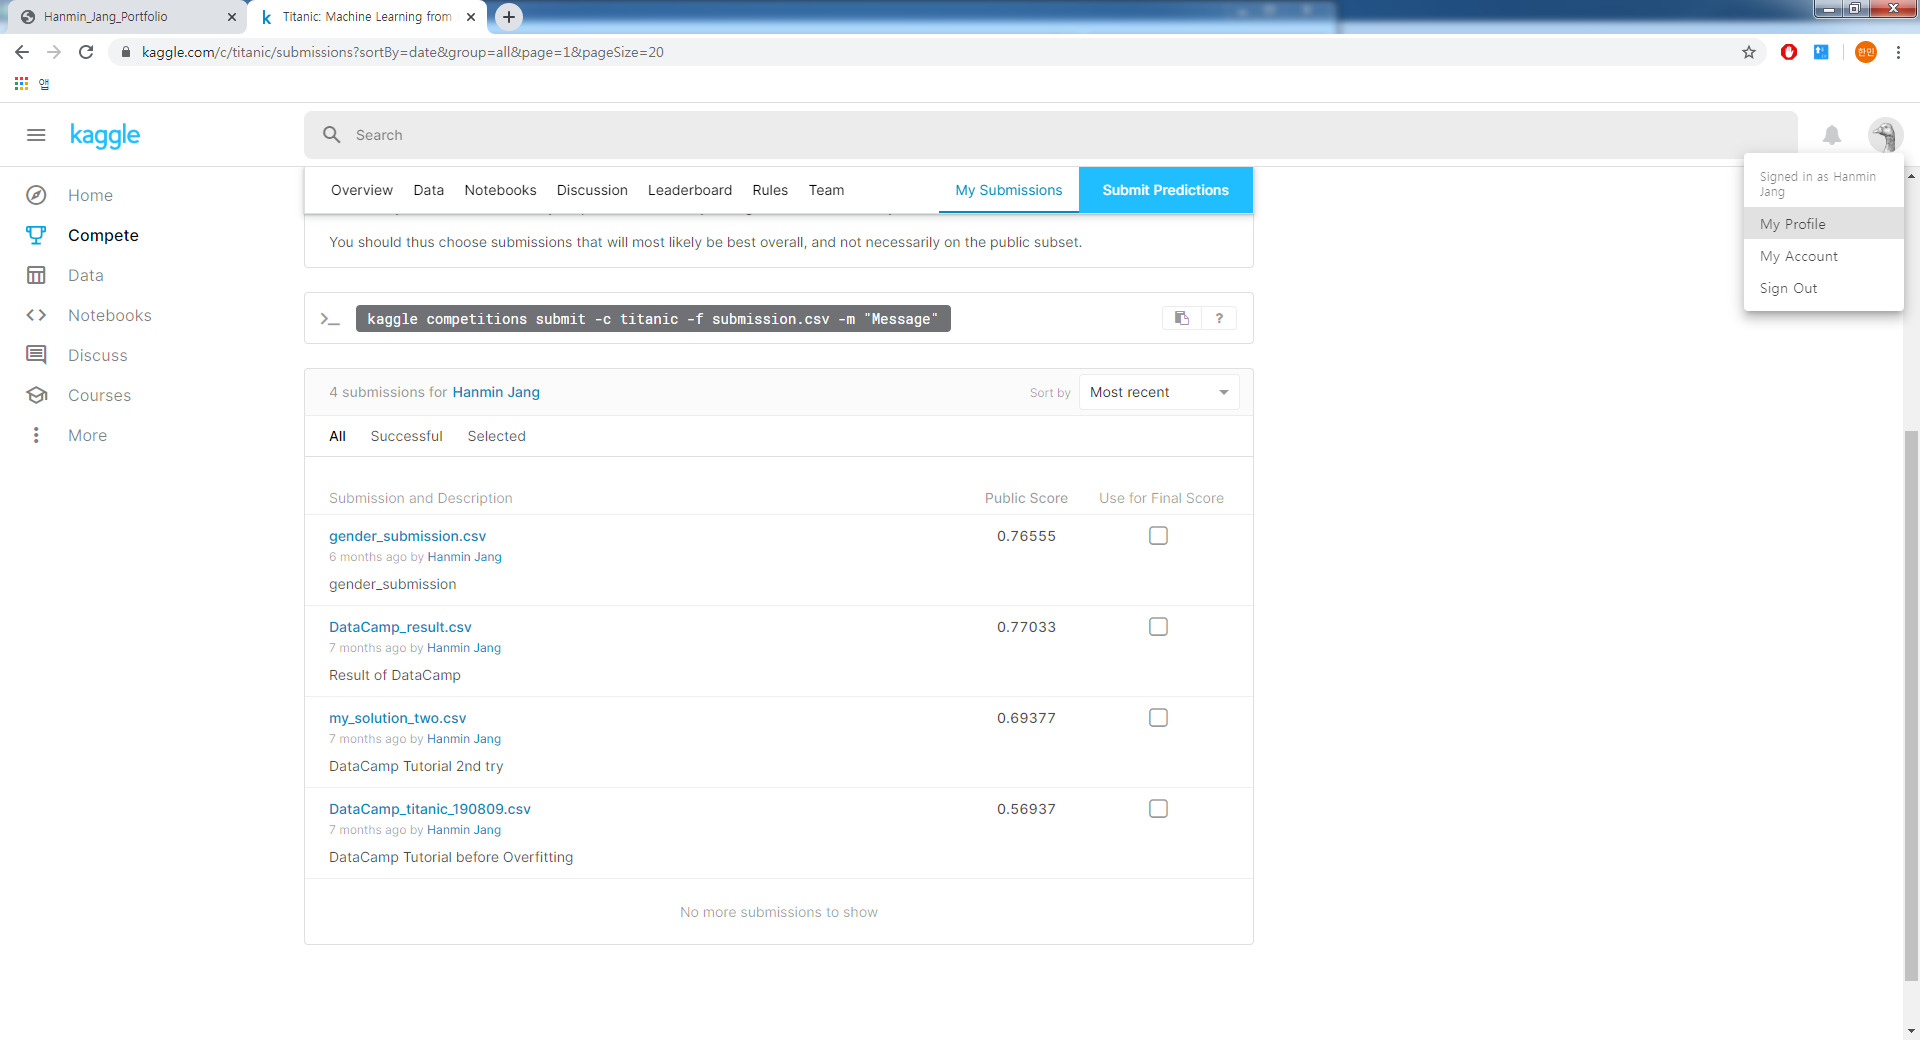 Hanmin_Jang_Portfolio
Titanic: Machine Learning from
kaggle.com/c/titanic/submissions?sortBy=date&group=all&page=1&pageSize=20
한민
앱
kaggle
Search
Signed in as Hanmin
Jang
My Profile
My Account
Sign Out
Home
Compete
Data
Notebooks
Discuss
Courses
More
Overview
Data
Notebooks
Discussion
Leaderboard
Rules
Team
My Submissions
Submit Predictions
You should thus choose submissions that will most likely be best overall, and not necessarily on the public subset.
>_ kaggle competitions submit -c titanic -f submission.csv -m "Message"
?
4 submissions for Hanmin Jang
Sort by
Most recent
All
Successful
Selected
Submission and Description
Public Score
Use for Final Score
gender_submission.csv
0.76555
6 months ago by Hanmin Jang
gender_submission
DataCamp_result.csv
0.77033
7 months ago by Hanmin Jang
Result of DataCamp
my_solution_two.csv
0.69377
7 months ago by Hanmin Jang
DataCamp Tutorial 2nd try
DataCamp_titanic_190809.csv
0.56937
7 months ago by Hanmin Jang
DataCamp Tutorial before Overfitting
No more submissions to show